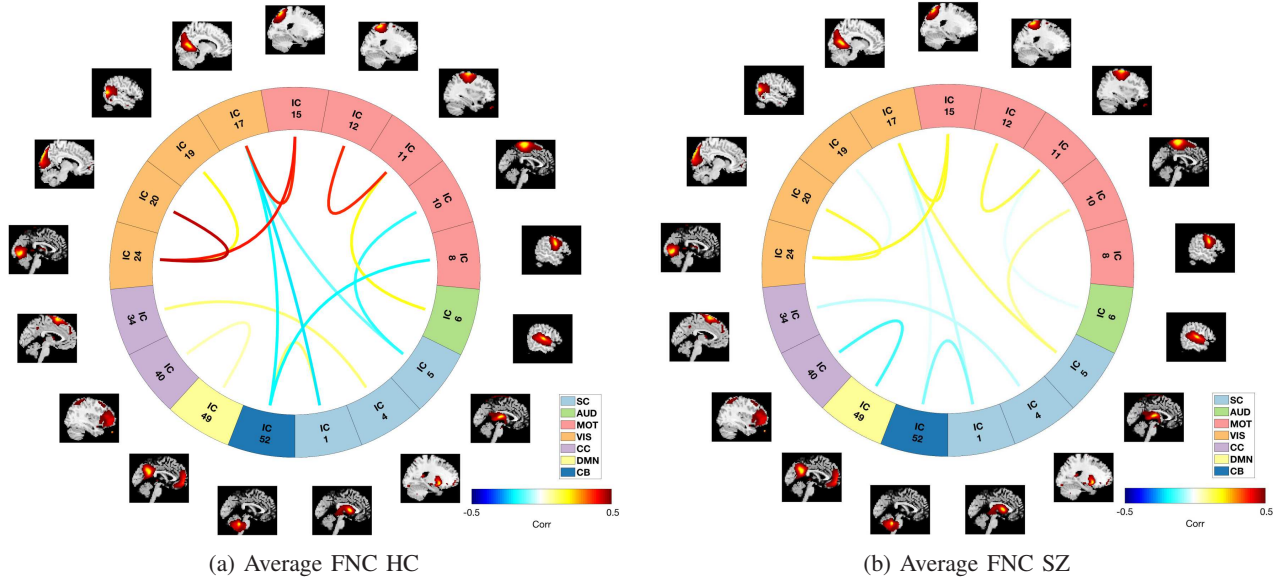 IC 15
IC 12
IC 11
IC 10
IC 8
IC 6
IC 5
IC 4
IC 1
IC 52
IC 49
IC 40
IC 34
IC 24
IC 20
IC 19
IC 17
SC
AUD
MOT
VIS
CC
DMN
CB
-0.5 0.5
Corr
(a) Average FNC HC
IC 15
IC 12
IC 11
IC 10
IC 8
IC 6
IC 5
IC 4
IC 1
IC 52
IC 49
IC 40
IC 34
IC 24
IC 20
IC 19
IC 17
SC
AUD
MOT
VIS
CC
DMN
CB
-0.5 0.5
Corr
(b) Average FNC SZ